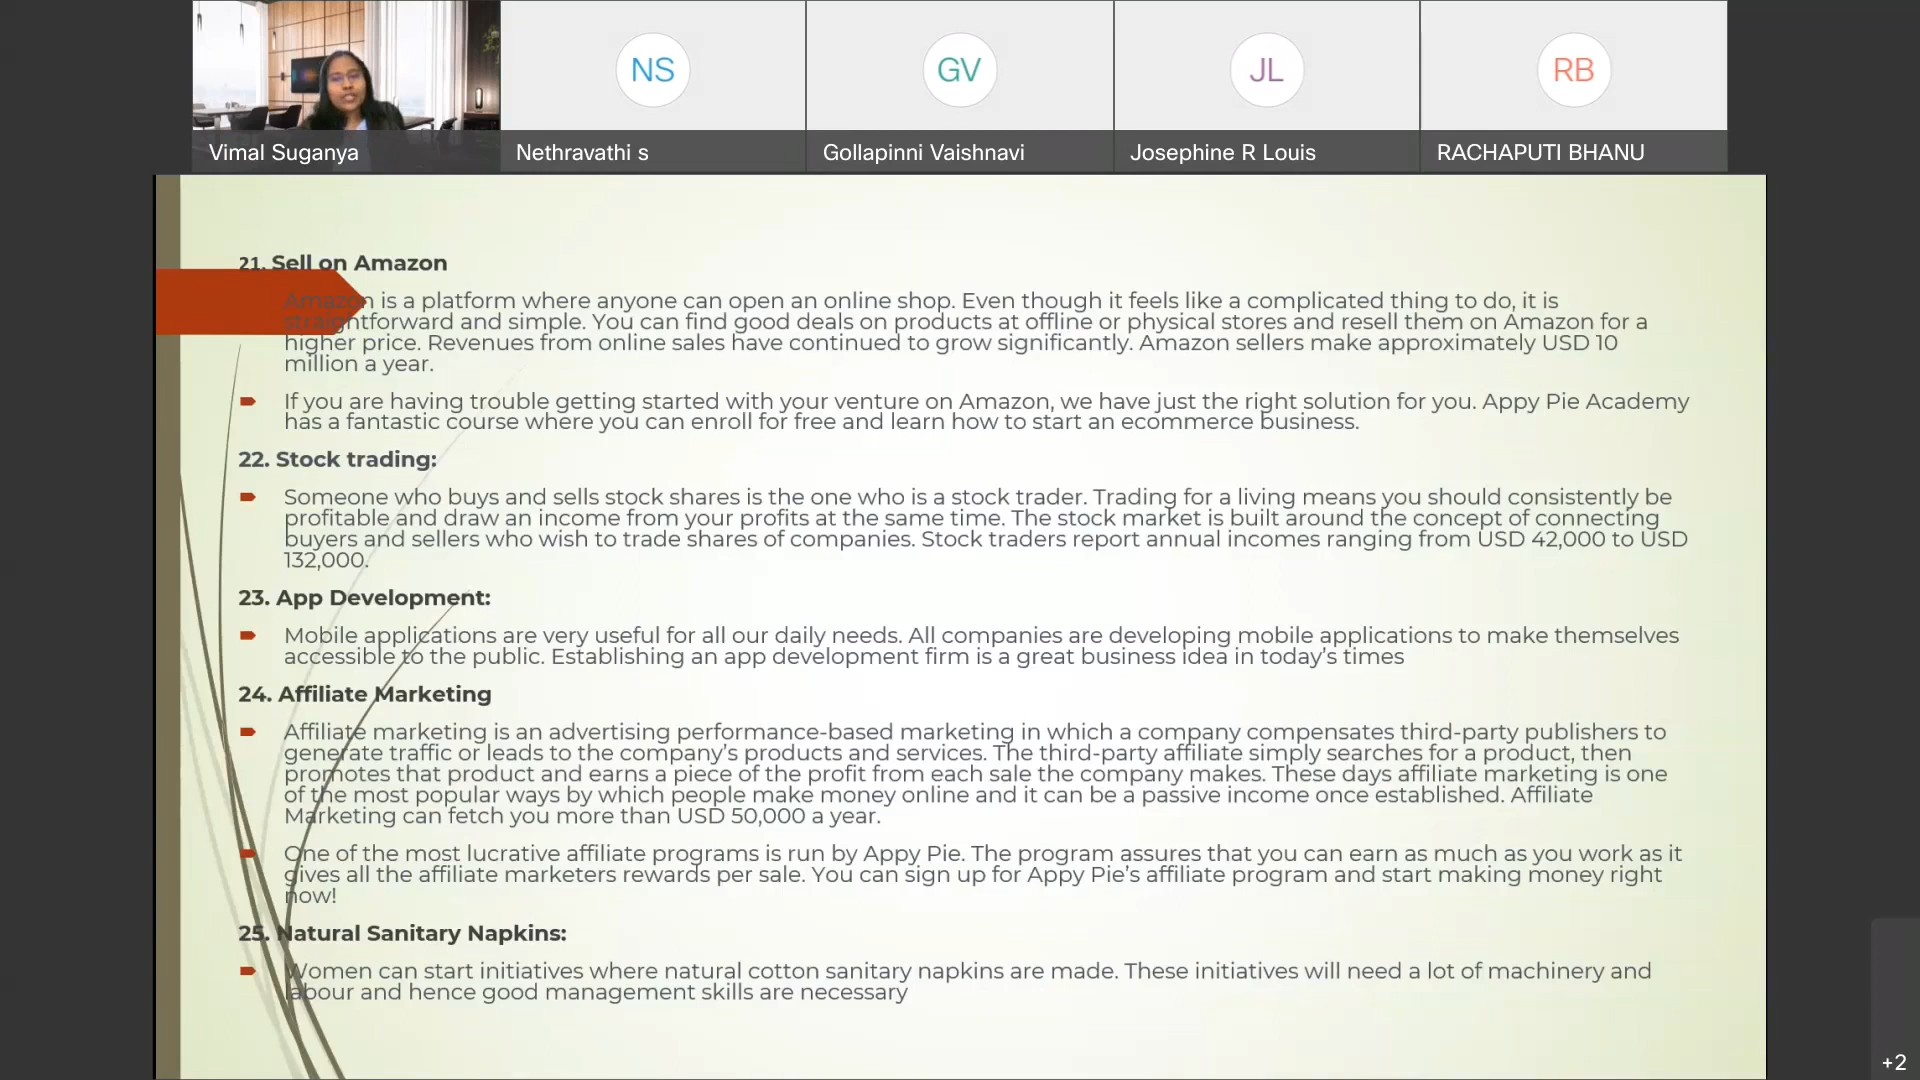 NS
GV
JL
RB
Vimal Suganya
Nethravathi s
Gollapinni Vaishnavi
Josephine R Louis
RACHAPUTI BHANU
21. Sell on Amazon
Amazon is a platform where anyone can open an online shop. Even though it feels like a complicated thing to do, it is
straightforward and simple. You can find good deals on products at offline or physical stores and resell them on Amazon for a
higher price. Revenues from online sales have continued to grow significantly. Amazon sellers make approximately USD 10
million a year.
If you are having trouble getting started with your venture on Amazon, we have just the right solution for you. Appy Pie Academy
has a fantastic course where you can enroll for free and learn how to start an ecommerce business.
22. Stock trading:
Someone who buys and sells stock shares is the one who is a stock trader. Trading for a living means you should consistently be
profitable and draw an income from your profits at the same time. The stock market is built around the concept of connecting
buyers and sellers who wish to trade shares of companies. Stock traders report annual incomes ranging from USD 42,000 to USD
132,000.
23. App Development:
Mobile applications are very useful for all our daily needs. All companies are developing mobile applications to make themselves
accessible to the public. Establishing an app development firm is a great business idea in today’s times
24. Affiliate Marketing
Affiliate marketing is an advertising performance-based marketing in which a company compensates third-party publishers to
generate traffic or leads to the company’s products and services. The third-party affiliate simply searches for a product, then
promotes that product and earns a piece of the profit from each sale the company makes. These days affiliate marketing is one
of the most popular ways by which people make money online and it can be a passive income once established. Affiliate
Marketing can fetch you more than USD 50,000 a year.
One of the most lucrative affiliate programs is run by Appy Pie. The program assures that you can earn as much as you work as it
gives all the affiliate marketers rewards per sale. You can sign up for Appy Pie’s affiliate program and start making money right
now!
25. Natural Sanitary Napkins:
Women can start initiatives where natural cotton sanitary napkins are made. These initiatives will need a lot of machinery and
labour and hence good management skills are necessary
+2